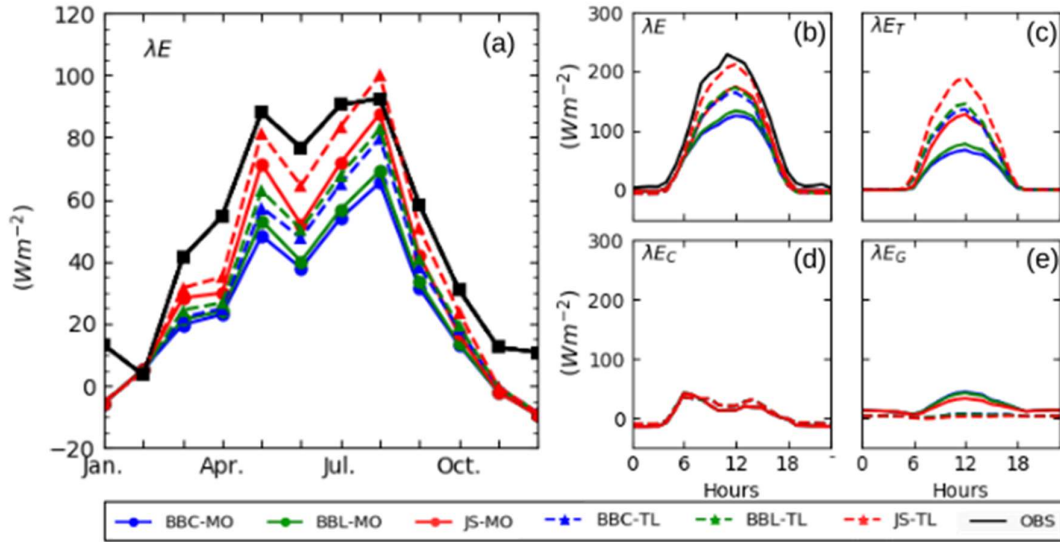 120
100
80
60
40
20
0
−20
(Wm⁻²)
λE
(a)
Jan.
Apr.
Jul.
Oct.
300
200
100
0
(Wm⁻²)
λE
(b)
λE_T
(c)
300
200
100
0
(Wm⁻²)
λE_C
(d)
λE_G
(e)
0 6 12 18
0 6 12 18
Hours
Hours
BBC-MO BBL-MO JS-MO BBC-TL BBL-TL JS-TL OBS